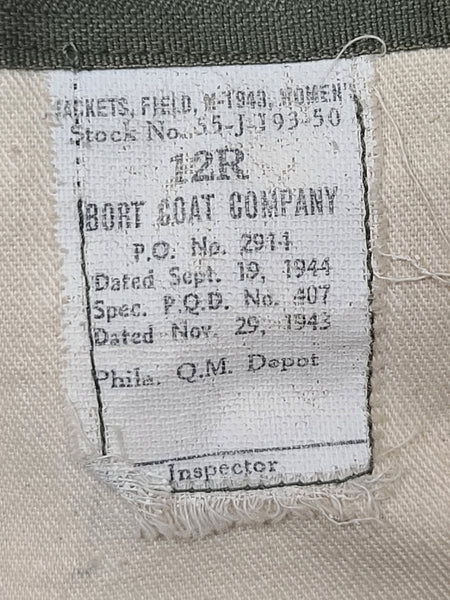 JACKETS, FIELD, M-1943, WOMEN'S
Stock No. 55-J-193-50
12R
BORT COAT COMPANY
P.O. No. 2914
Dated Sept. 19, 1944
Spec. P.Q.D. No. 407
Dated Nov. 29, 1943
Phila. Q.M. Depot
Inspector